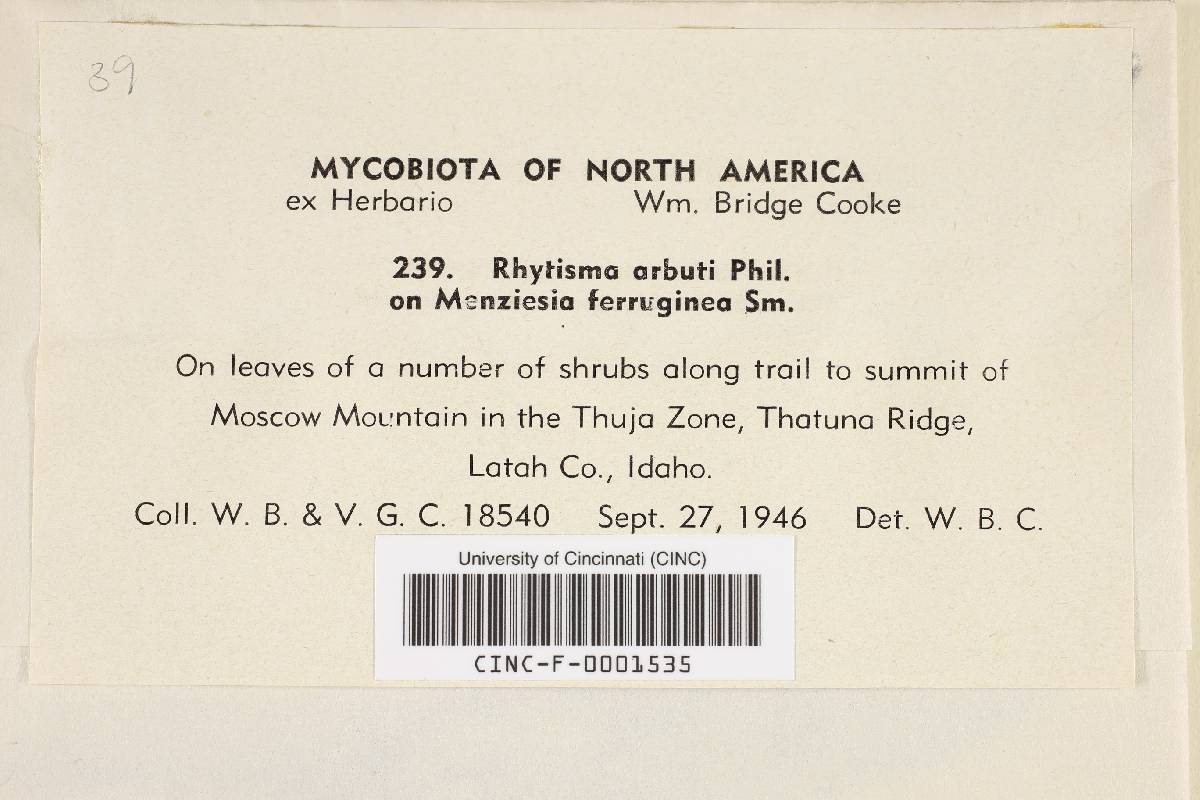 39
MYCOBIOTA OF NORTH AMERICA
ex Herbario Wm. Bridge Cooke
239. Rhytisma arbuti Phil.
on Menziesia ferruginea Sm.
On leaves of a number of shrubs along trail to summit of
Moscow Mountain in the Thuja Zone, Thatuna Ridge,
Latah Co., Idaho.
Coll. W. B. & V. G. C. 18540 Sept. 27, 1946 Det. W. B. C.
University of Cincinnati (CINC)
CINC-F-0001535